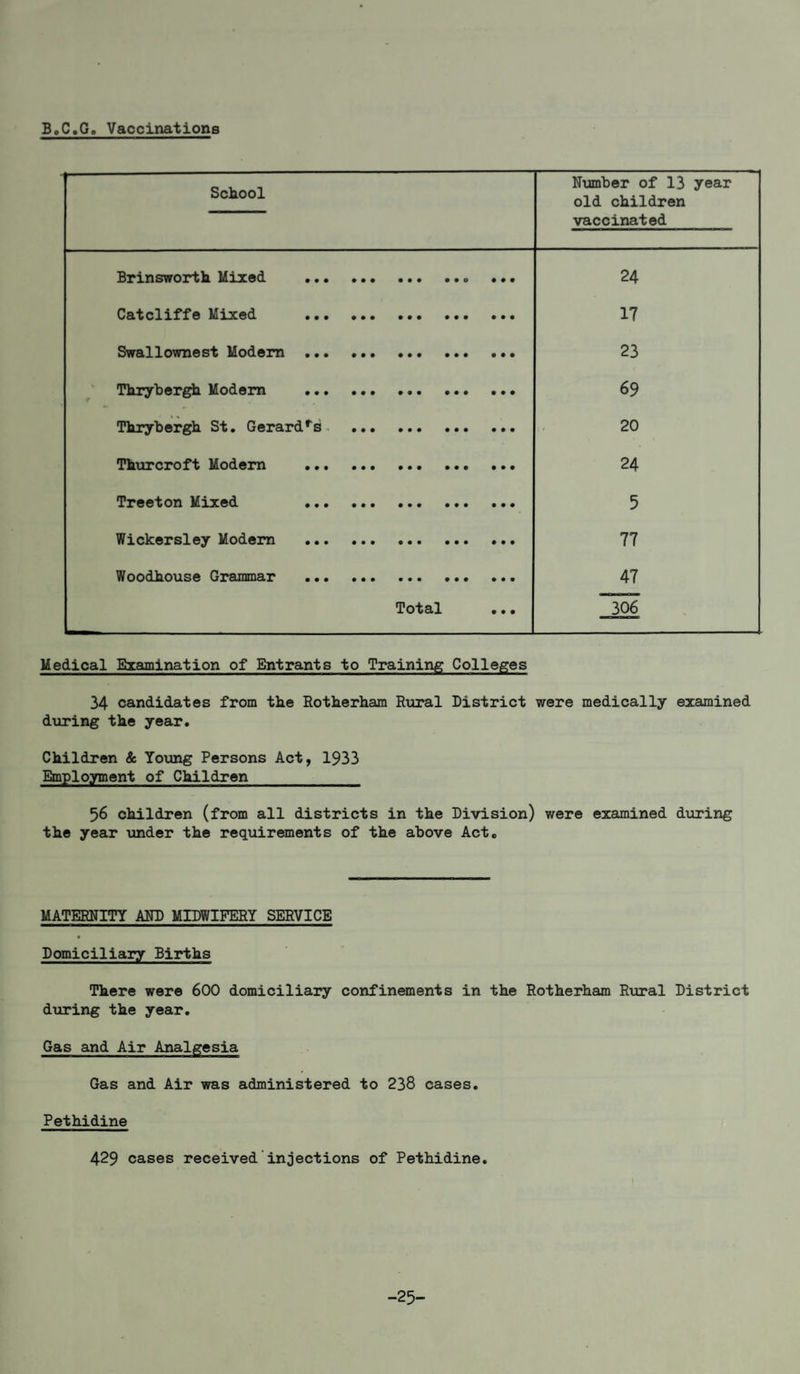 B.C.G. Vaccinations
School
Number of 13 year
old children
vaccinated
Brinsworth Mixed ... ... ... ... ... 24
Catcliffe Mixed ... ... ... ... ... 17
Swallownest Modern ... ... ... ... ... 23
Thrybergh Modern ... ... ... ... ... 69
Thrybergh St. Gerard's ... ... ... ... 20
Thurcroft Modern ... ... ... ... ... 24
Treeton Mixed ... ... ... ... ... 5
Wickersley Modern ... ... ... ... ... 77
Woodhouse Grammar ... ... ... ... ... 47
Total ... 306
Medical Examination of Entrants to Training Colleges
34 candidates from the Rotherham Rural District were medically examined
during the year.
Children & Young Persons Act, 1933
Employment of Children
56 children (from all districts in the Division) were examined during
the year under the requirements of the above Act.
MATERNITY AND MIDWIFERY SERVICE
Domiciliary Births
There were 600 domiciliary confinements in the Rotherham Rural District
during the year.
Gas and Air Analgesia
Gas and Air was administered to 238 cases.
Pethidine
429 cases received injections of Pethidine.
-25-